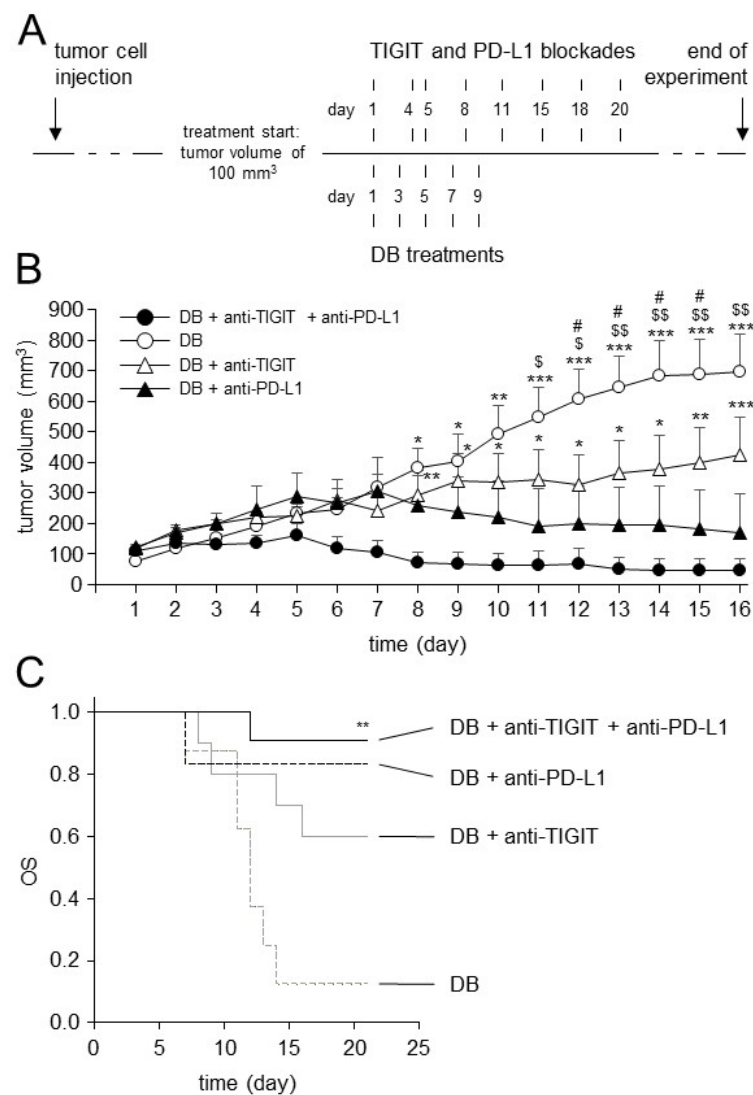 A
tumor cell
injection
TIGIT and PD-L1 blockades
end of
experiment
day 1 4 5 8 11 15 18 20
treatment start:
tumor volume of
100 mm³
day 1 3 5 7 9
DB treatments
B
tumor volume (mm³)
900
800
700
600
500
400
300
200
100
0
DB + anti-TIGIT + anti-PD-L1
DB
DB + anti-TIGIT
DB + anti-PD-L1
# # # #
$ $ $$ $$ $$ $$
* * ** *** *** *** *** *** ***
** * * * * * * ** ***
1 2 3 4 5 6 7 8 9 10 11 12 13 14 15 16
time (day)
C
OS
1.0
0.8
0.6
0.4
0.2
0.0
**
DB + anti-TIGIT + anti-PD-L1
DB + anti-PD-L1
DB + anti-TIGIT
DB
0 5 10 15 20 25
time (day)